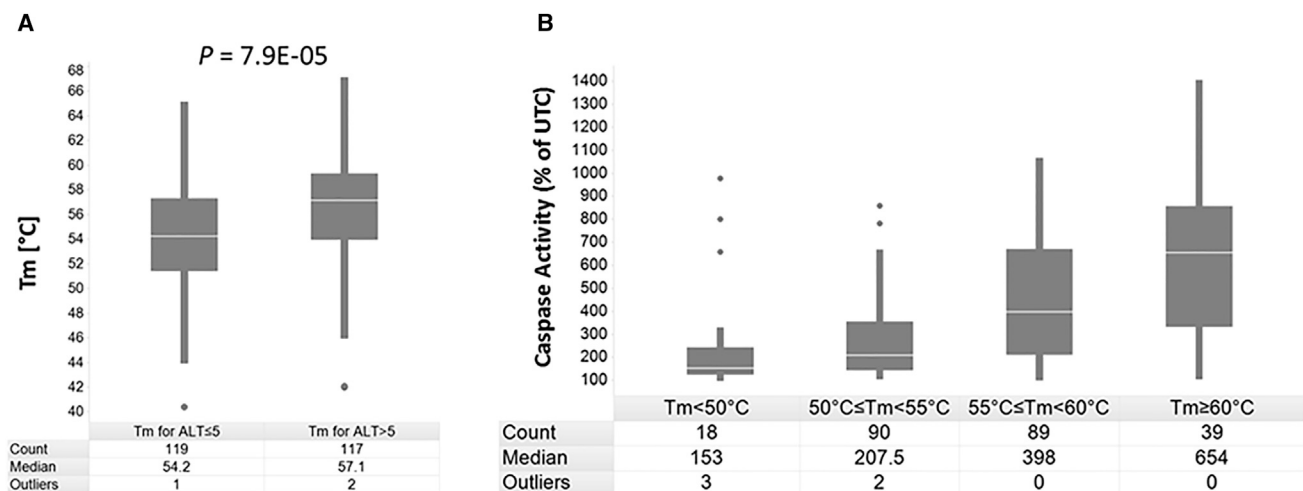 A
P = 7.9E-05
Tm [°C]
68
66
64
62
60
58
56
54
52
50
48
46
44
42
40
Tm for ALT≤5 Tm for ALT>5
Count 119 117
Median 54.2 57.1
Outliers 1 2
B
Caspase Activity (% of UTC)
1400
1300
1200
1100
1000
900
800
700
600
500
400
300
200
100
Tm<50°C 50°C≤Tm<55°C 55°C≤Tm<60°C Tm≥60°C
Count 18 90 89 39
Median 153 207.5 398 654
Outliers 3 2 0 0